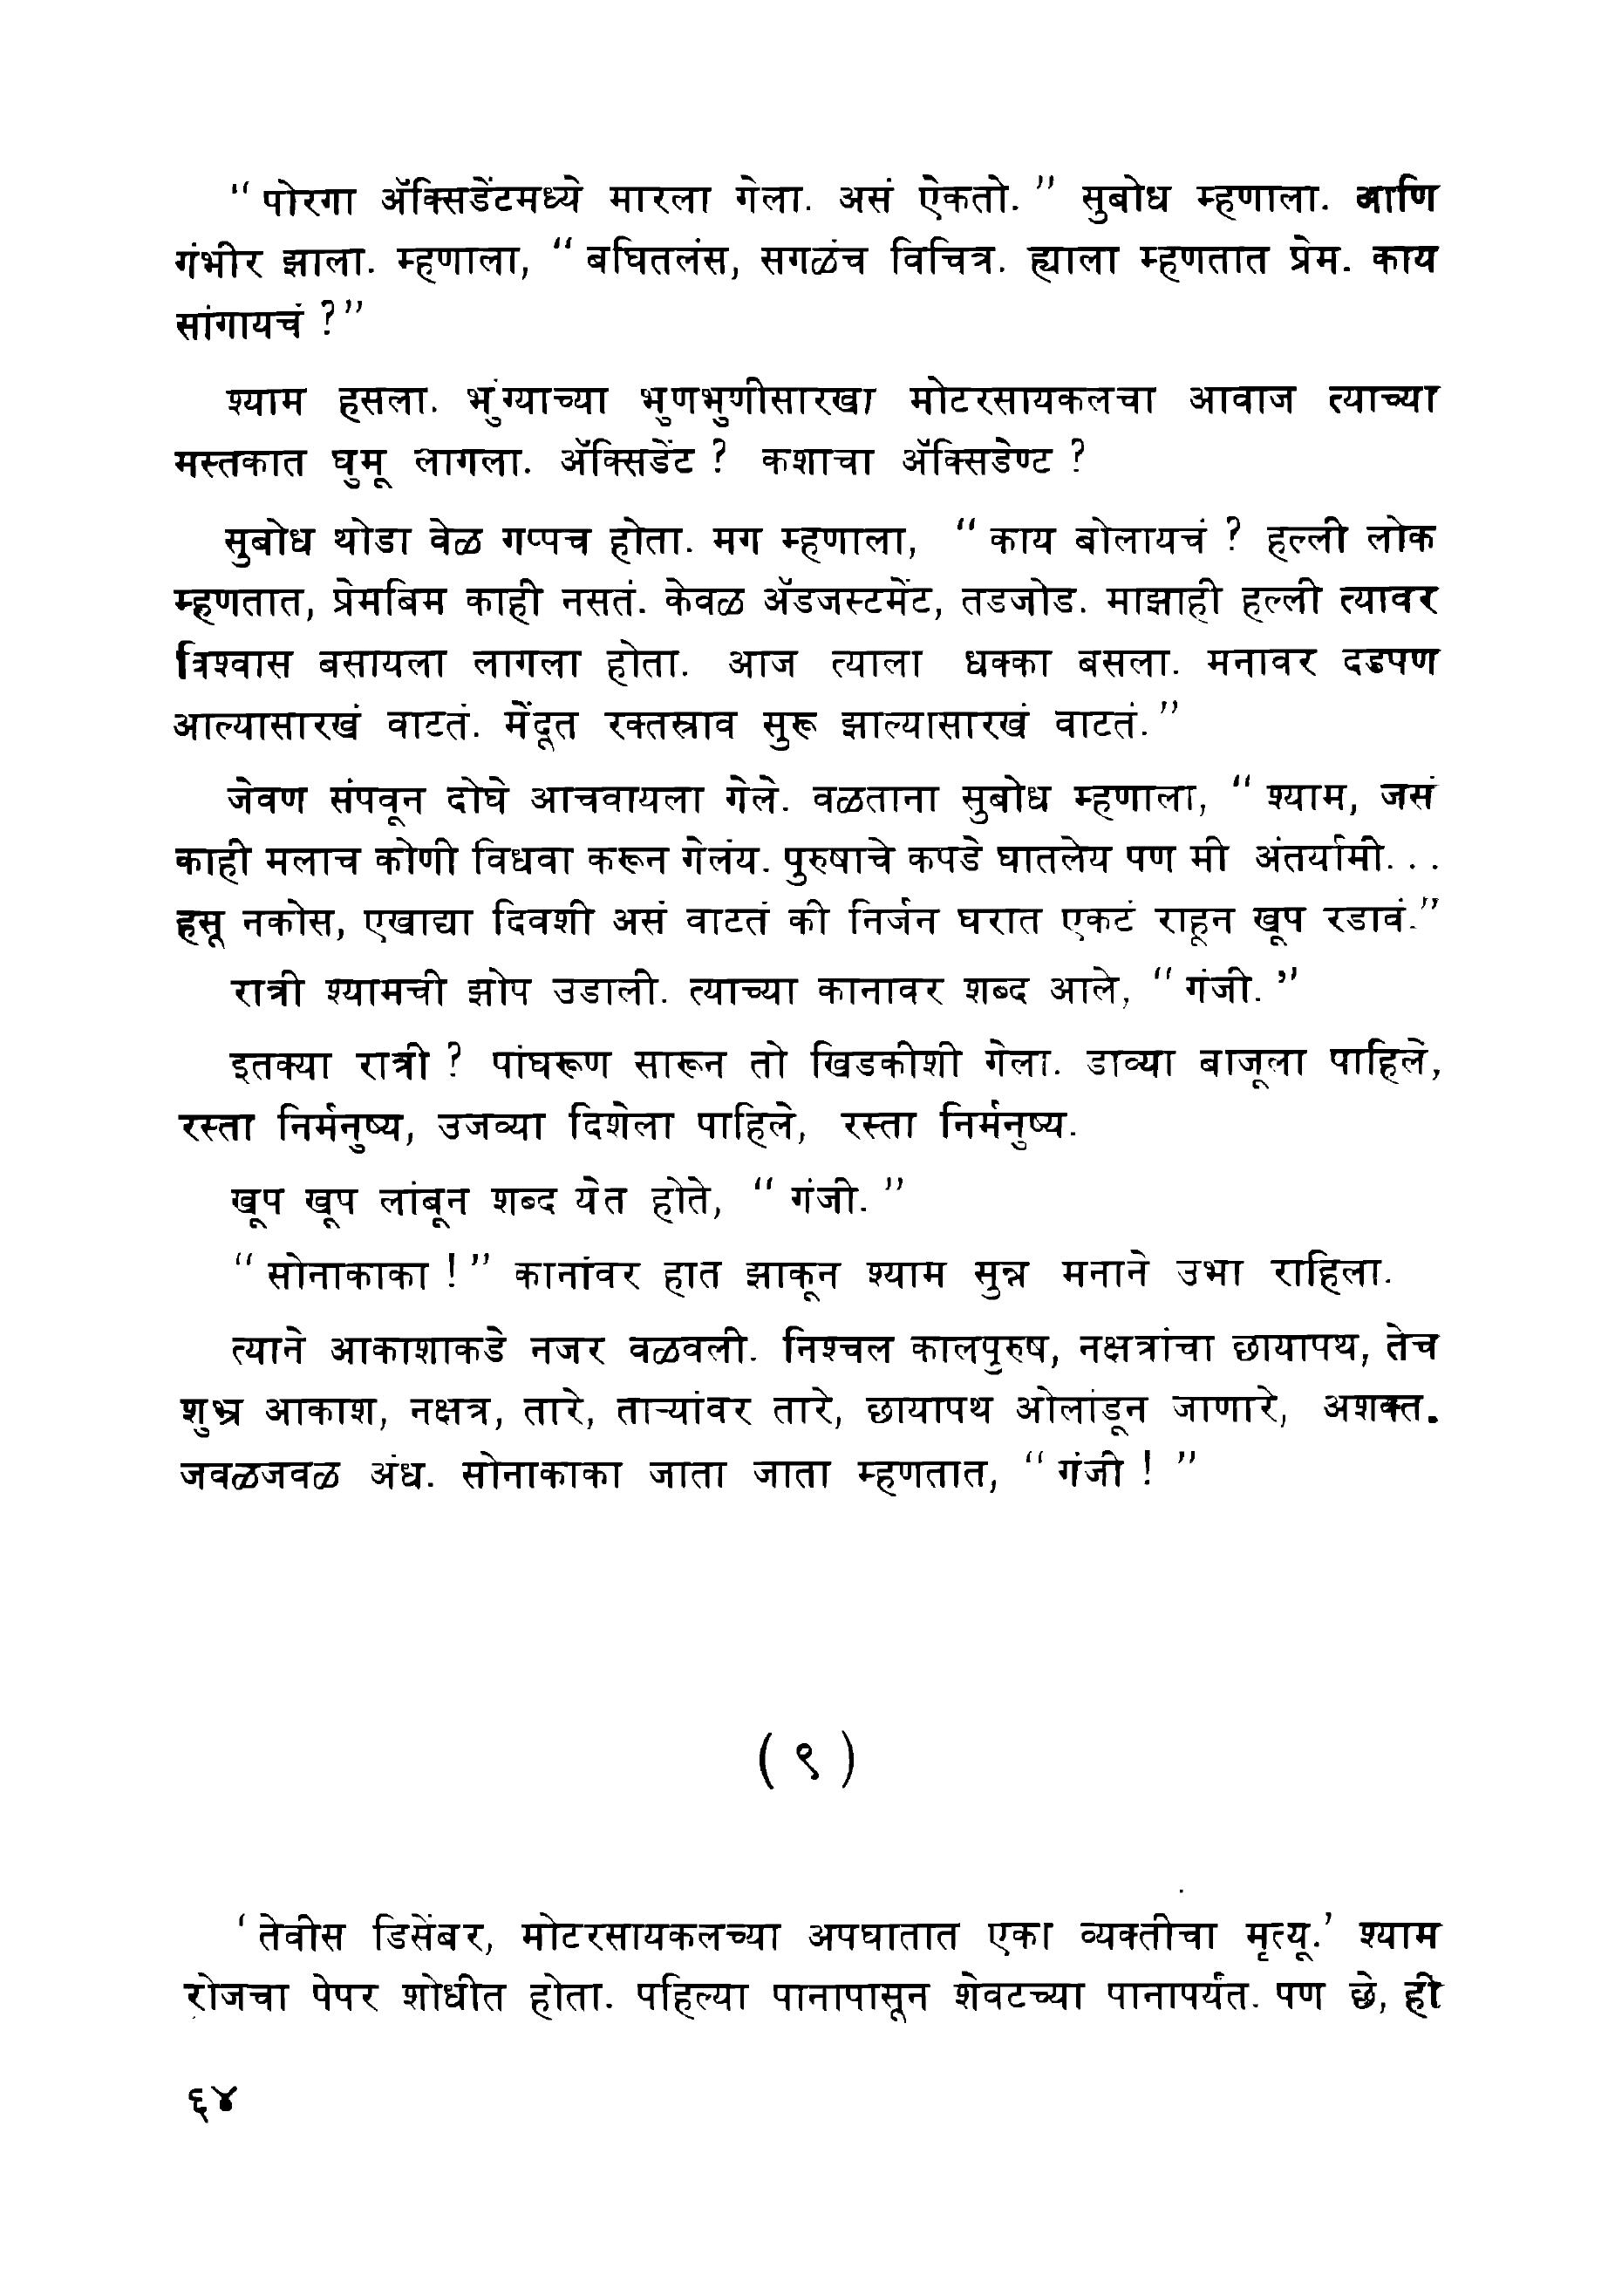 “ पोरगा ॲक्सिडेंटमध्ये मारला गेला. असं ऐकतो. ” सुबोध म्हणाला. आणि
गंभीर झाला. म्हणाला, “ बघितलंस, सगळंच विचित्र. ह्याला म्हणतात प्रेम. काय
सांगायचं ?”
श्याम हसला. भुंग्याच्या भुणभुणीसारखा मोटरसायकलचा आवाज त्याच्या
मस्तकात घुमू लागला. ॲक्सिडेंट ? कशाचा ॲक्सिडेण्ट ?
सुबोध थोडा वेळ गप्पच होता. मग म्हणाला, “ काय बोलायचं ? हल्ली लोक
म्हणतात, प्रेमबिम काही नसतं. केवळ ॲडजस्टमेंट, तडजोड. माझाही हल्ली त्यावर
विश्वास बसायला लागला होता. आज त्याला धक्का बसला. मनावर दडपण
आल्यासारखं वाटतं. मेंदूत रक्तस्राव सुरू झाल्यासारखं वाटतं.”
जेवण संपवून दोघे आचवायला गेले. वळताना सुबोध म्हणाला, “ श्याम, जसं
काही मलाच कोणी विधवा करून गेलंय. पुरुषाचे कपडे घातलेय पण मी अंतर्यामी. . .
हसू नकोस, एखाद्या दिवशी असं वाटतं की निर्जन घरात एकटं राहून खूप रडावं.”
रात्री श्यामची झोप उडाली. त्याच्या कानावर शब्द आले, “ गंजी. ”
इतक्या रात्री ? पांघरूण सारून तो खिडकीशी गेला. डाव्या बाजूला पाहिले,
रस्ता निर्मनुष्य, उजव्या दिशेला पाहिले, रस्ता निर्मनुष्य.
खूप खूप लांबून शब्द येत होते, “ गंजी. ”
“ सोनाकाका ! ” कानांवर हात झाकून श्याम सुन्न मनाने उभा राहिला.
त्याने आकाशाकडे नजर वळवली. निश्चल कालपुरुष, नक्षत्रांचा छायापथ, तेच
शुभ्र आकाश, नक्षत्र, तारे, ताऱ्यांवर तारे, छायापथ ओलांडून जाणारे, अशक्त.
जवळजवळ अंध. सोनाकाका जाता जाता म्हणतात, “ गंजी ! ”
( ९ )
‘ तेवीस डिसेंबर, मोटरसायकलच्या अपघातात एका व्यक्तीचा मृत्यू.’ श्याम
रोजचा पेपर शोधीत होता. पहिल्या पानापासून शेवटच्या पानापर्यंत. पण छे, ही
६४